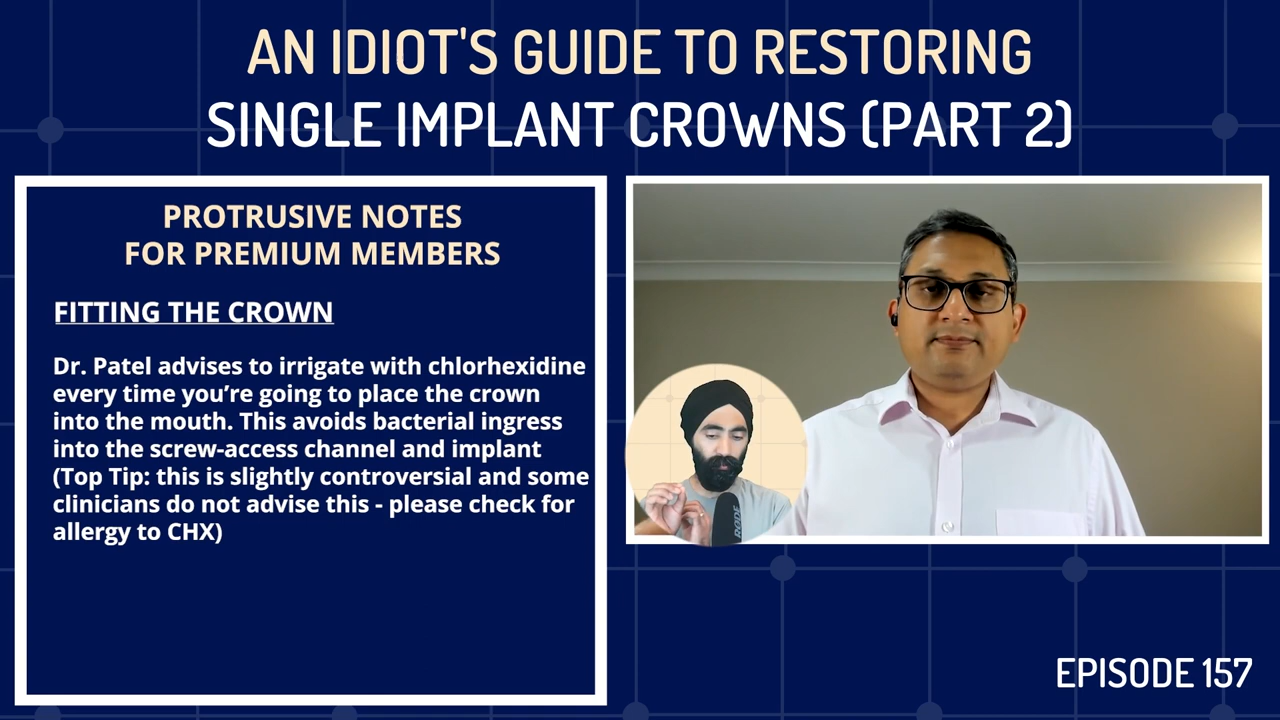 AN IDIOT'S GUIDE TO RESTORING
SINGLE IMPLANT CROWNS (PART 2)
PROTRUSIVE NOTES
FOR PREMIUM MEMBERS
FITTING THE CROWN
Dr. Patel advises to irrigate with chlorhexidine
every time you’re going to place the crown
into the mouth. This avoids bacterial ingress
into the screw-access channel and implant
(Top Tip: this is slightly controversial and some
clinicians do not advise this - please check for
allergy to CHX)
RODE
EPISODE 157